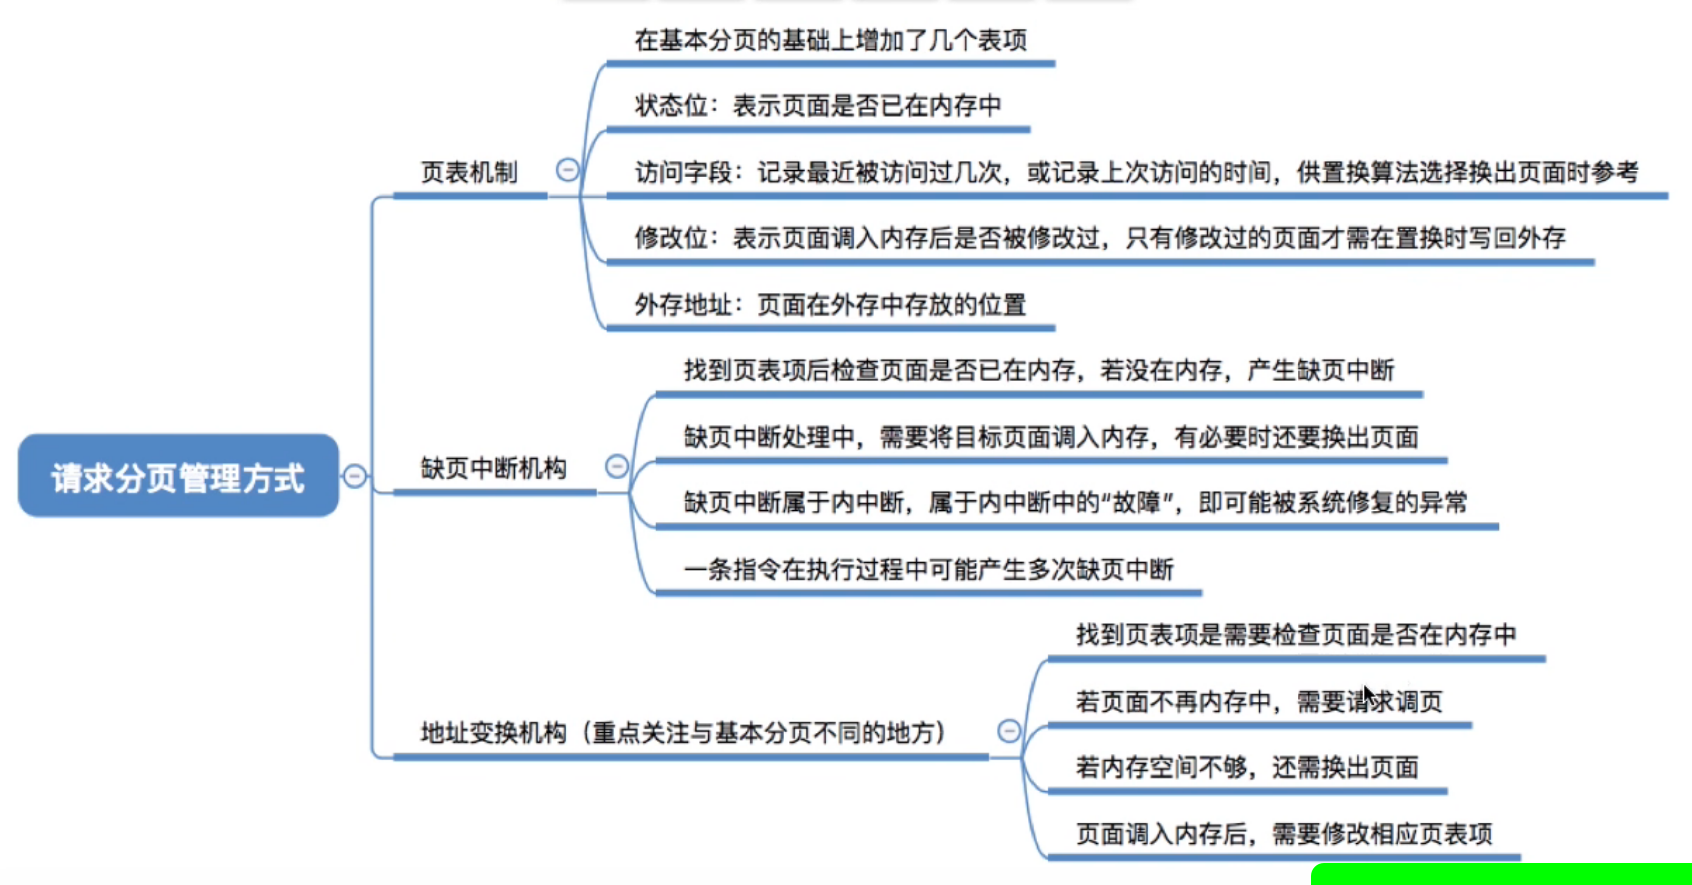 在基本分页的基础上增加了几个表项
状态位：表示页面是否已在内存中
页表机制
访问字段：记录最近被访问过几次，或记录上次访问的时间，供置换算法选择换出页面时参考
修改位：表示页面调入内存后是否被修改过，只有修改过的页面才需在置换时写回外存
外存地址：页面在外存中存放的位置
请求分页管理方式
缺页中断机构
找到页表项后检查页面是否已在内存，若没在内存，产生缺页中断
缺页中断处理中，需要将目标页面调入内存，有必要时还要换出页面
缺页中断属于内中断，属于内中断中的“故障”，即可能被系统修复的异常
一条指令在执行过程中可能产生多次缺页中断
地址变换机构（重点关注与基本分页不同的地方）
找到页表项是需要检查页面是否在内存中
若页面不再内存中，需要请求调页
若内存空间不够，还需换出页面
页面调入内存后，需要修改相应页表项